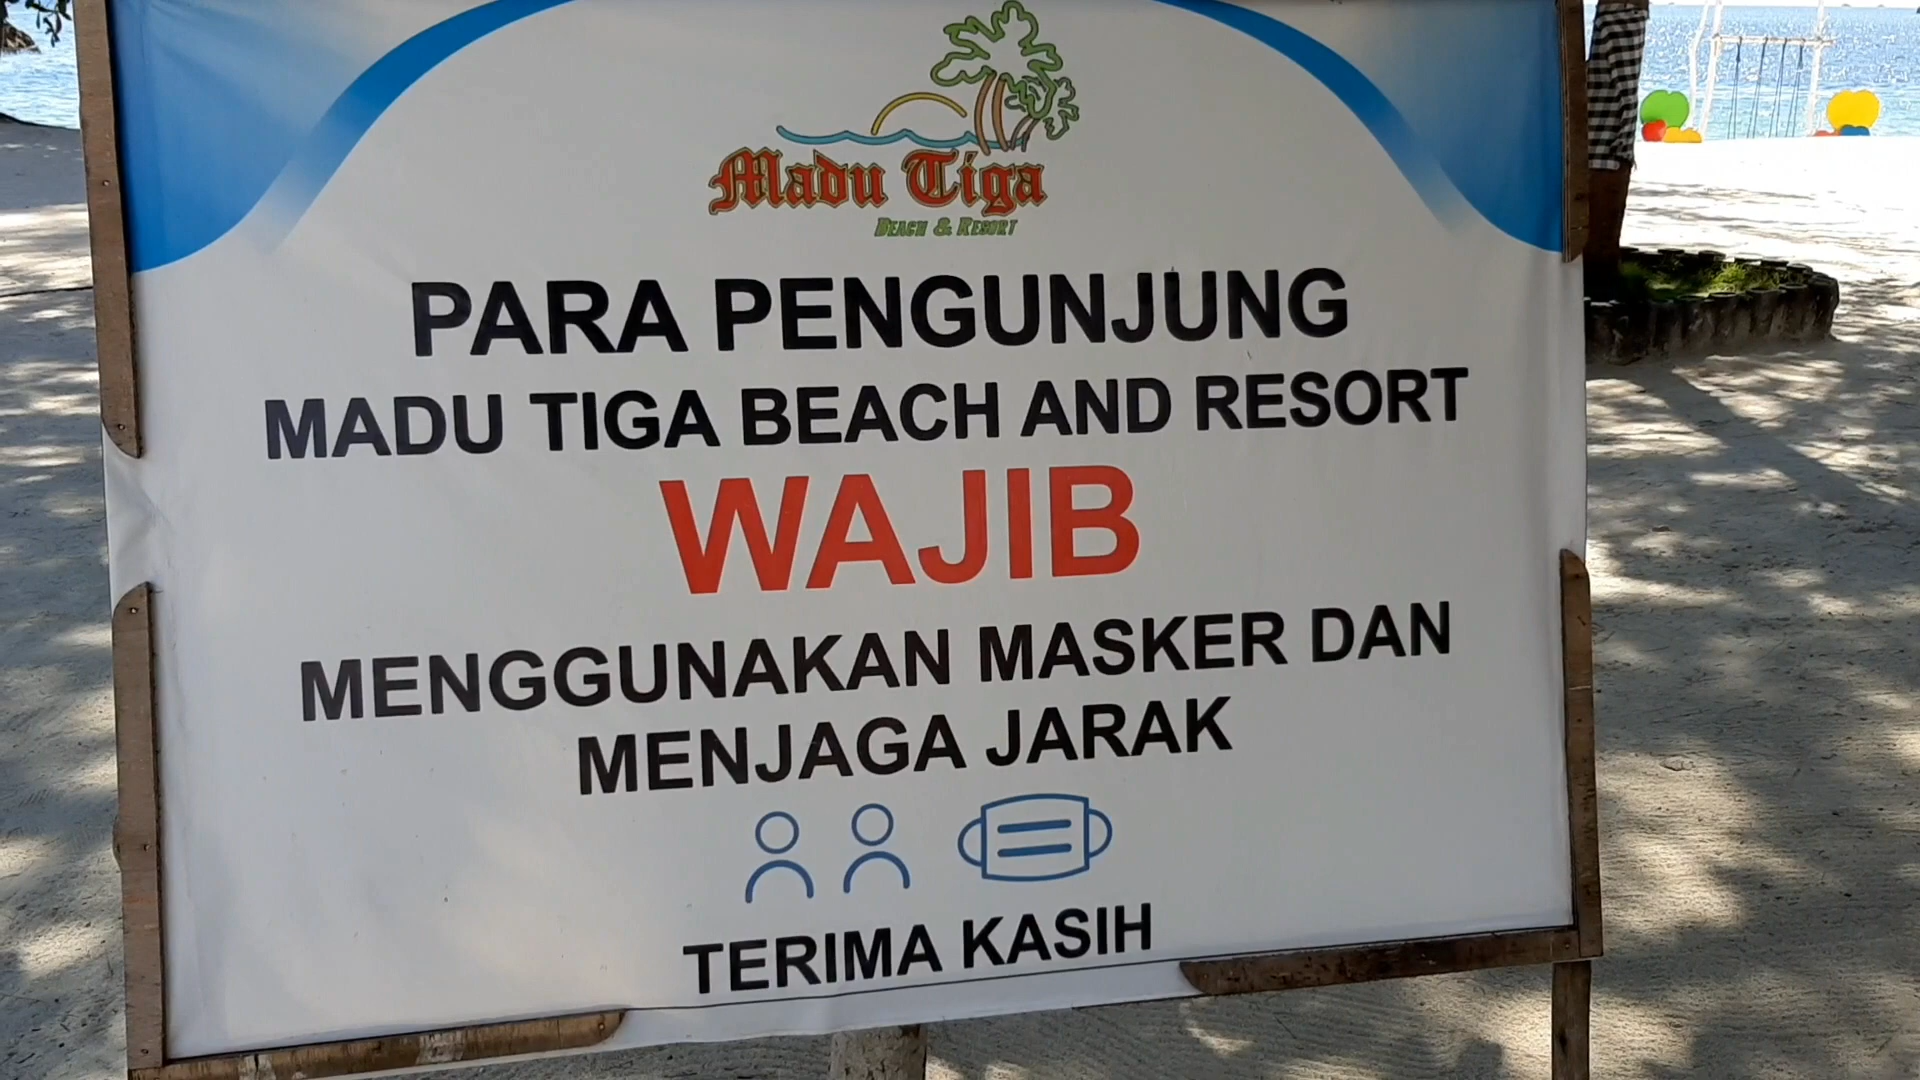 Madu Tiga
BEACH & RESORT
PARA PENGUNJUNG
MADU TIGA BEACH AND RESORT
WAJIB
MENGGUNAKAN MASKER DAN
MENJAGA JARAK
TERIMA KASIH